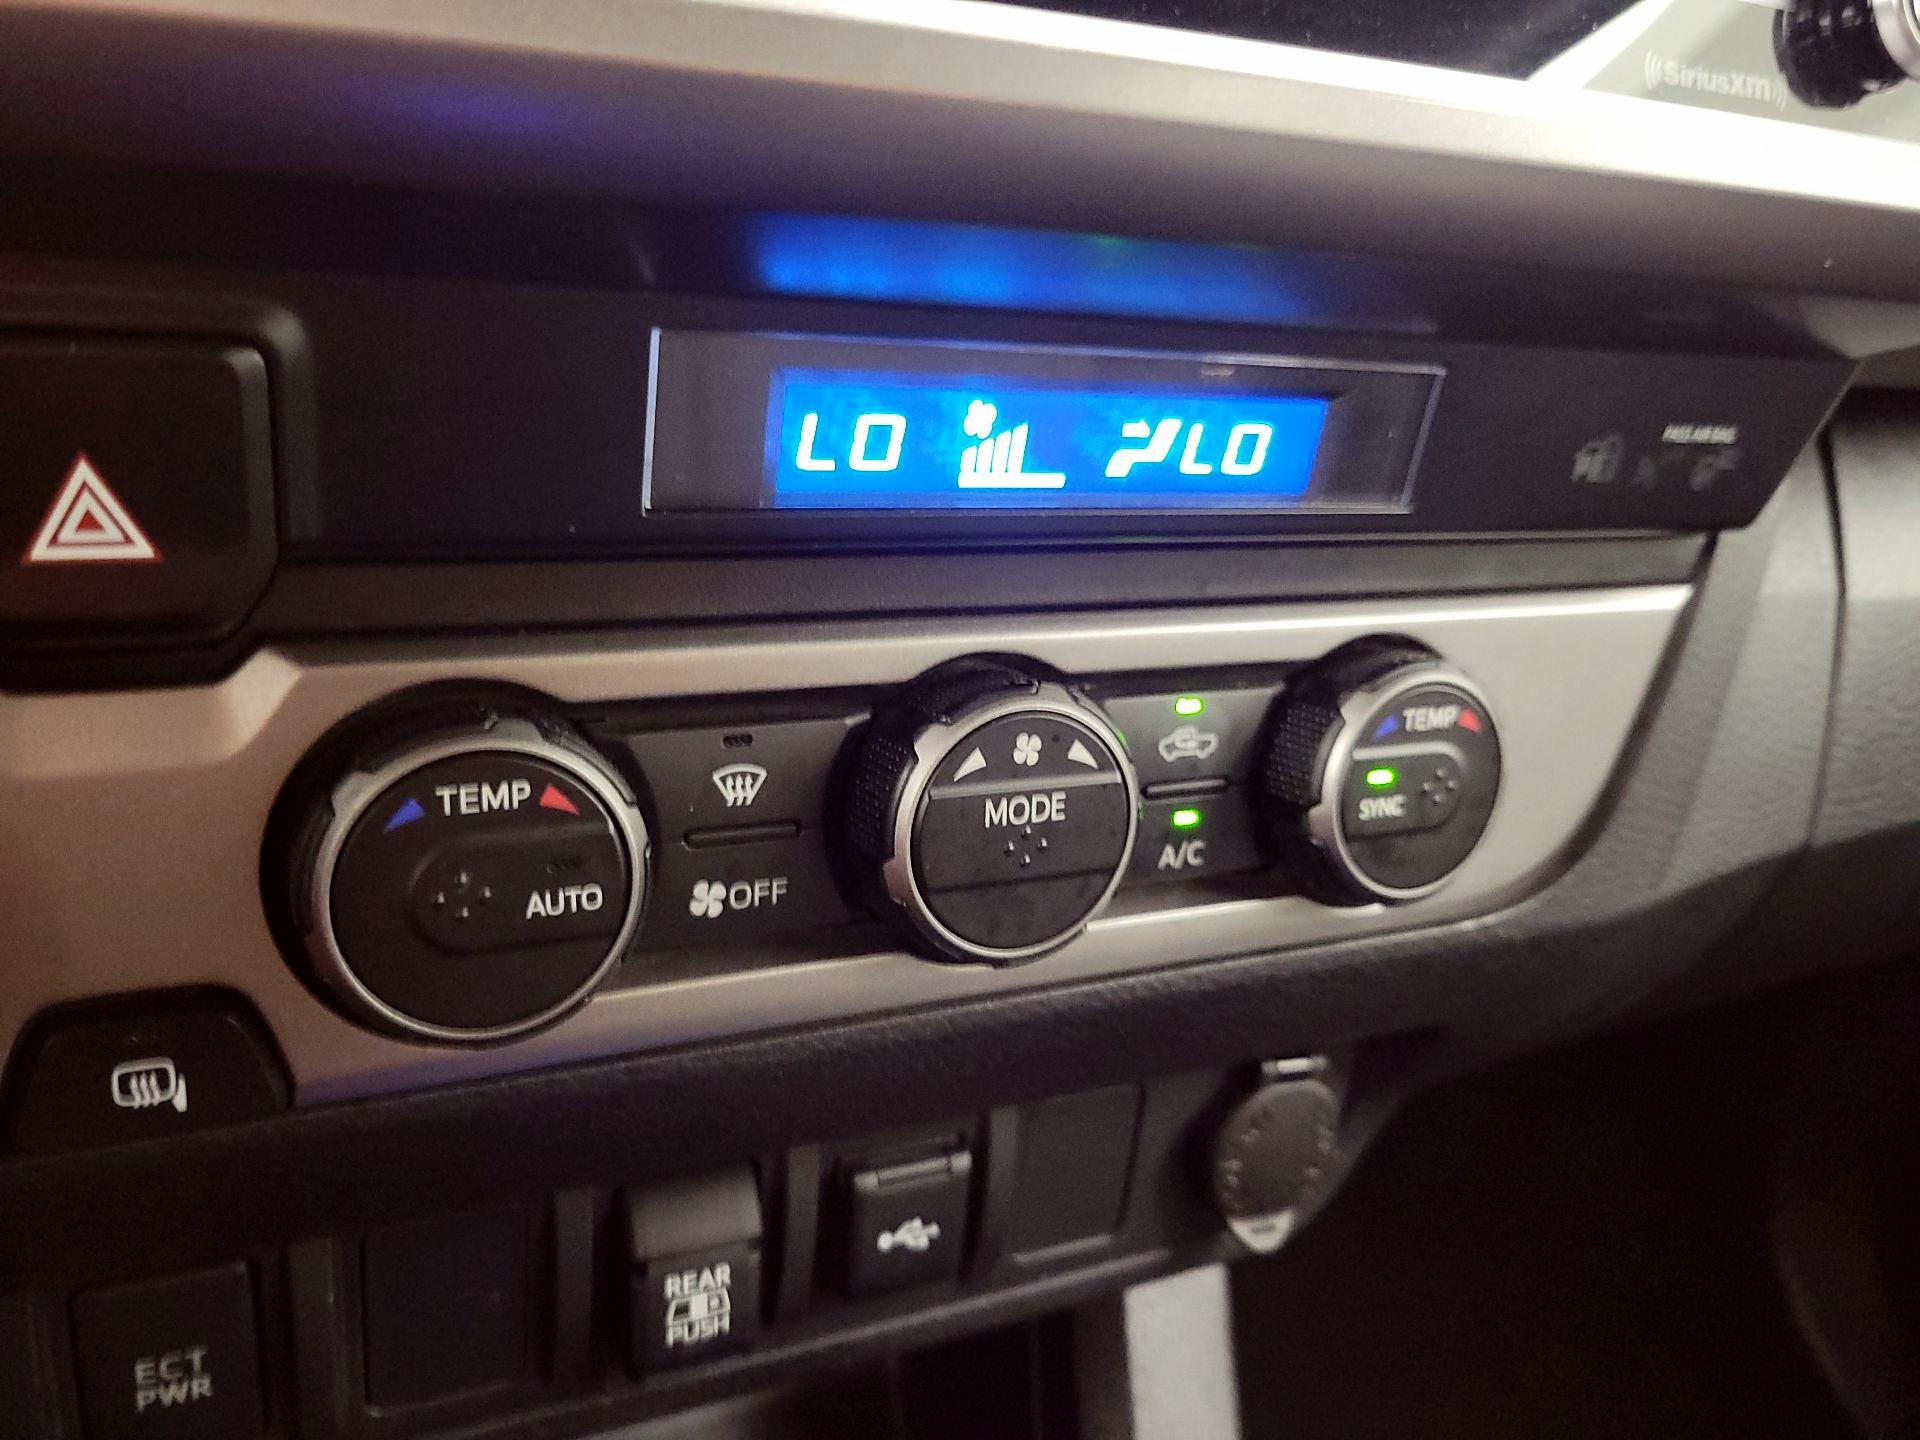 SiriusXM
LO LO
TEMP
AUTO
OFF
MODE
A/C
TEMP
SYNC
REAR
PUSH
ECT
PWR